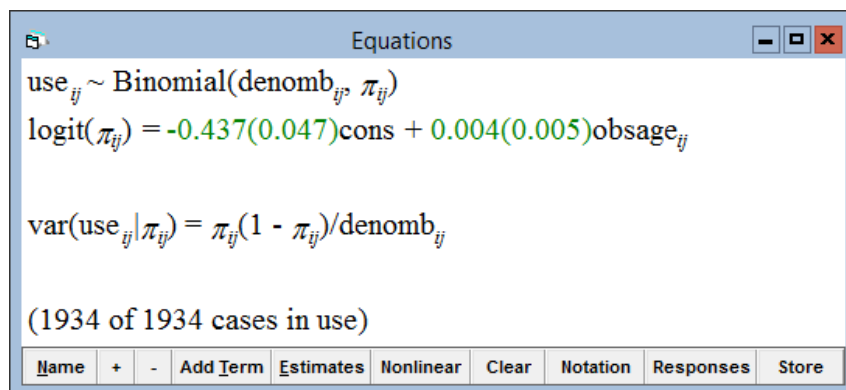 Equations
use_ij ~ Binomial(denomb_ij, π_ij)
logit(π_ij) = -0.437(0.047)cons + 0.004(0.005)obsage_ij
var(use_ij|π_ij) = π_ij(1 - π_ij)/denomb_ij
(1934 of 1934 cases in use)
Name + - Add Term Estimates Nonlinear Clear Notation Responses Store